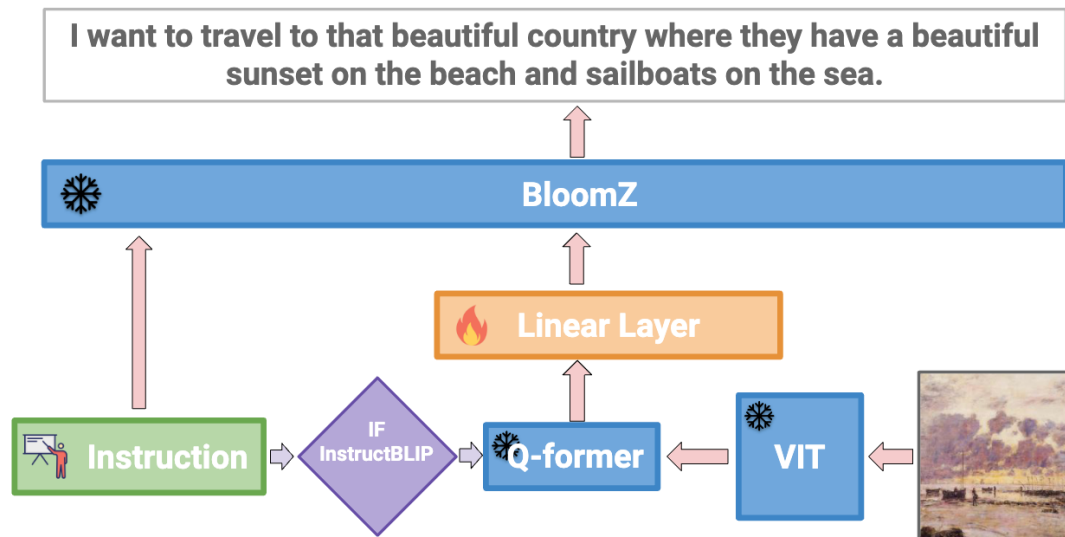 I want to travel to that beautiful country where they have a beautiful
sunset on the beach and sailboats on the sea.
BloomZ
Linear Layer
IF
InstructBLIP
Instruction
Q-former
VIT